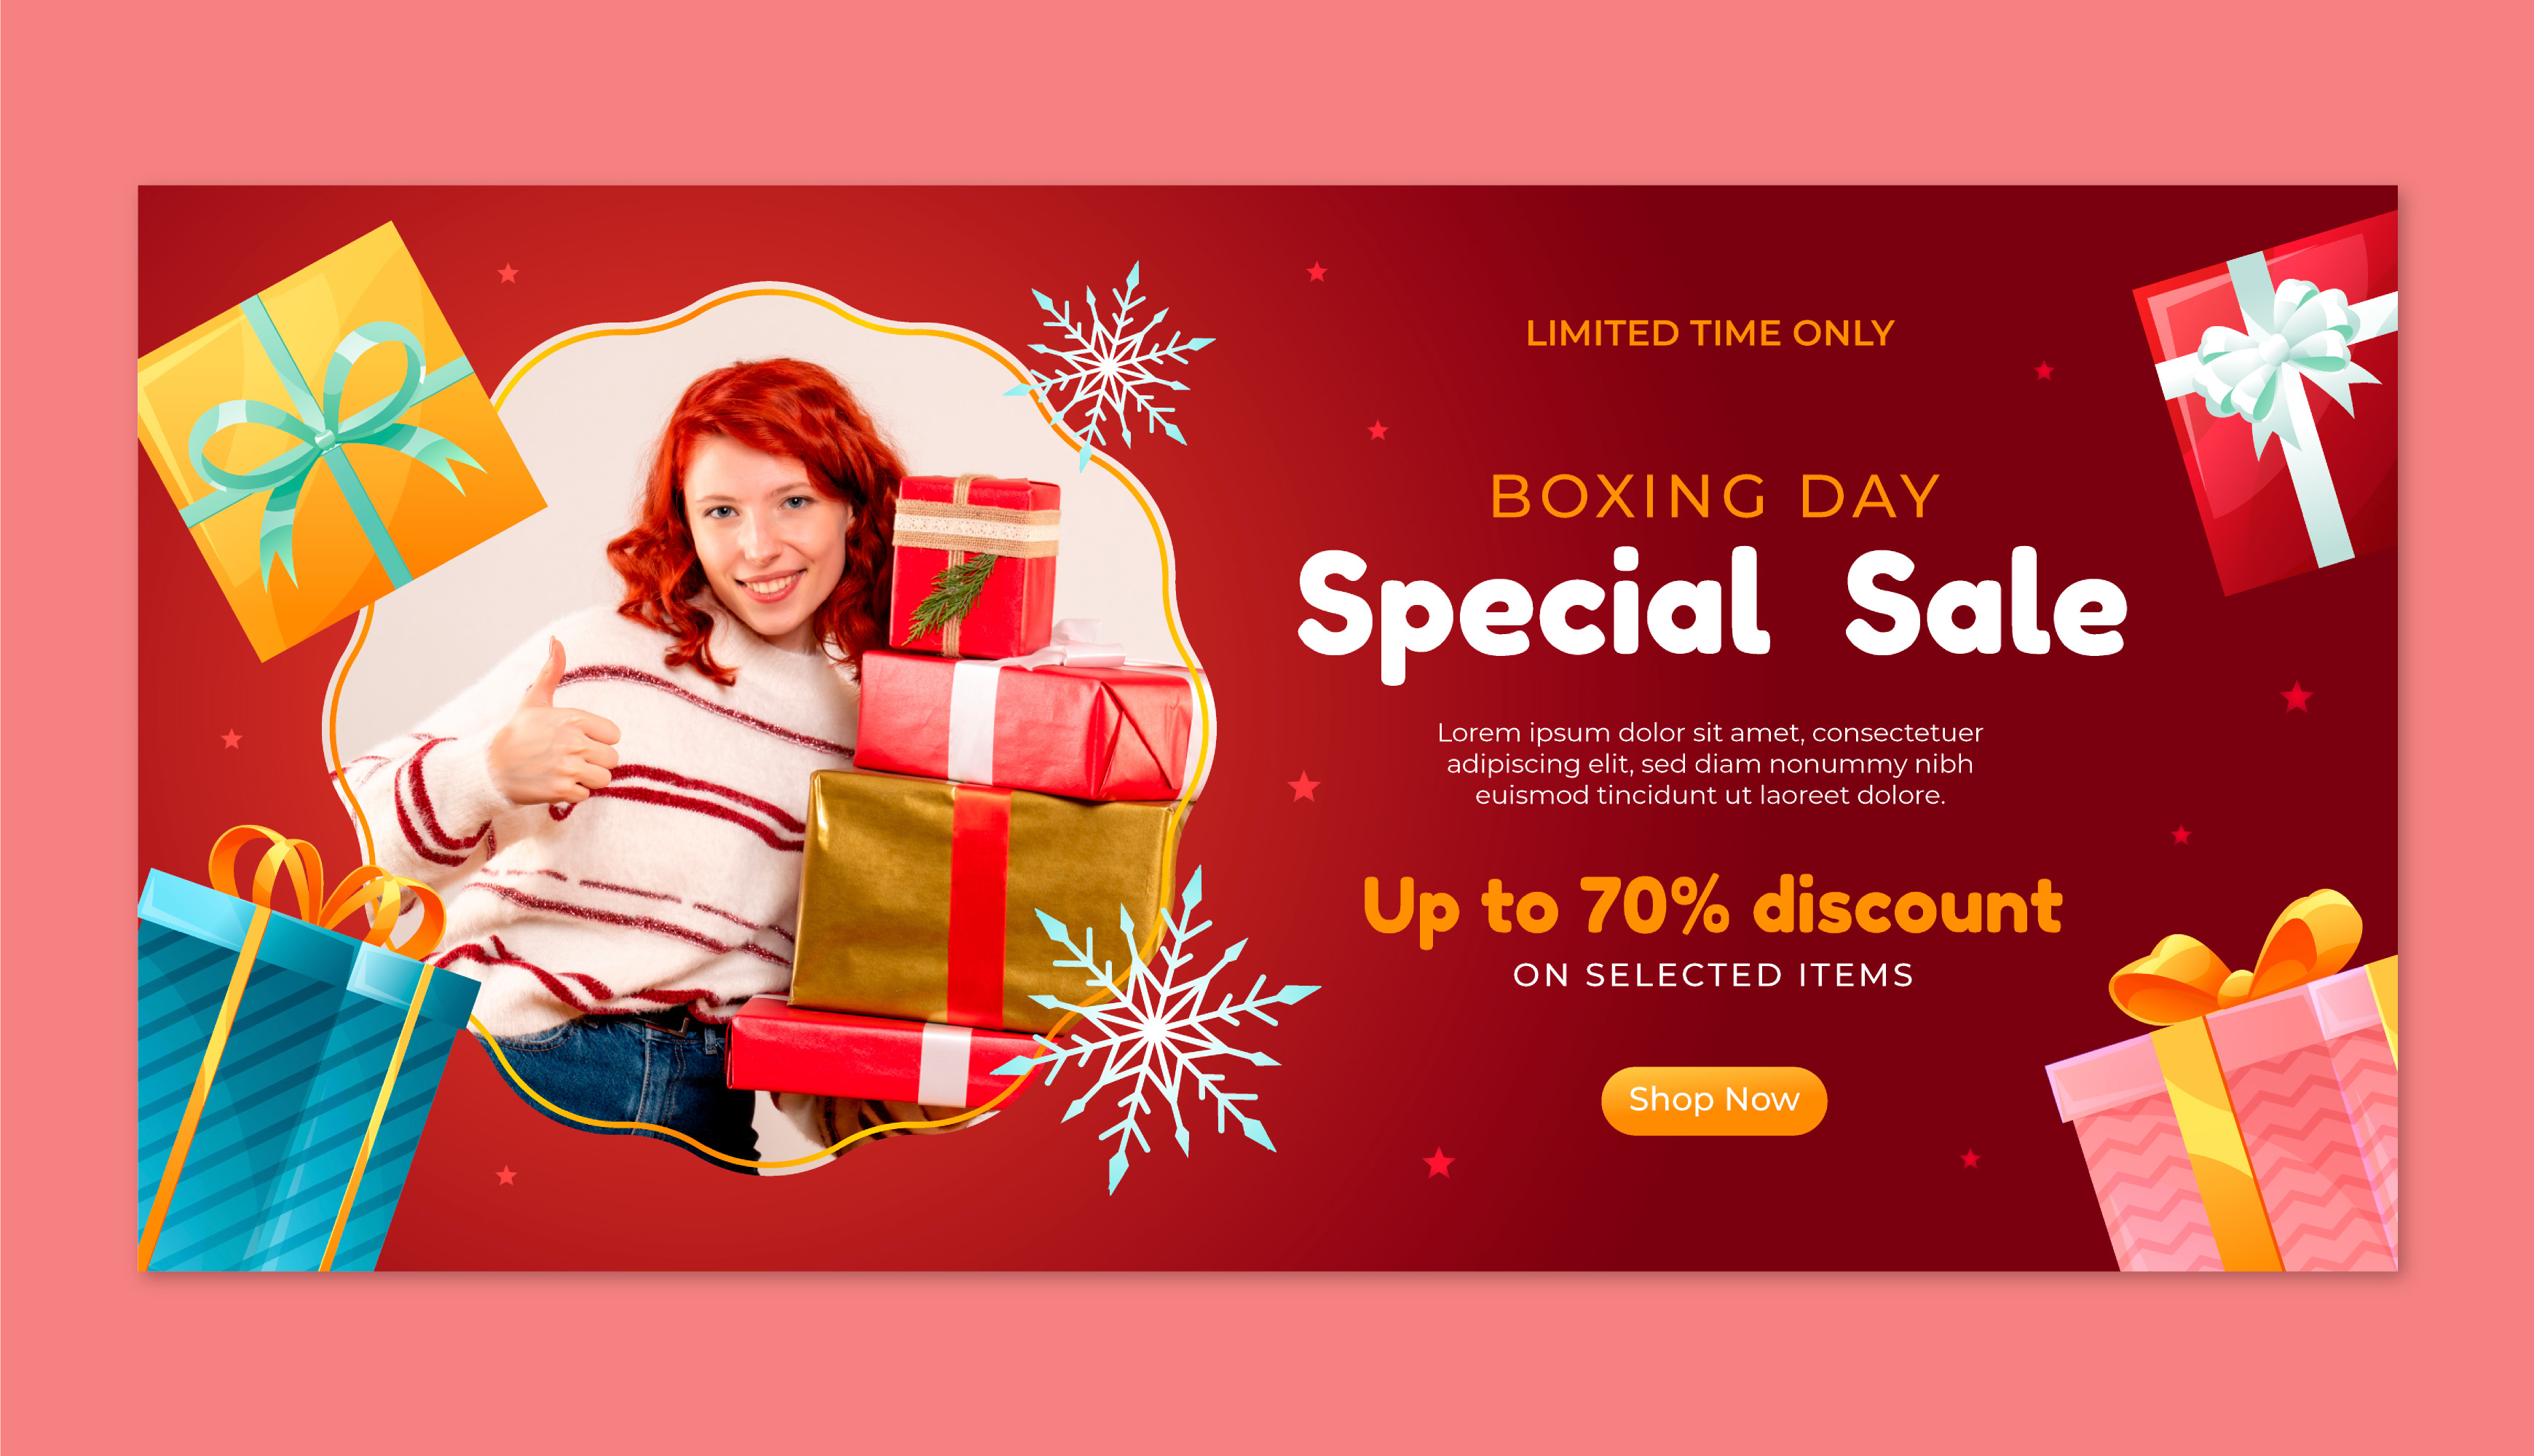 LIMITED TIME ONLY
BOXING DAY
Special Sale
Lorem ipsum dolor sit amet, consectetuer
adipiscing elit, sed diam nonummy nibh
euismod tincidunt ut laoreet dolore.
Up to 70% discount
ON SELECTED ITEMS
Shop Now